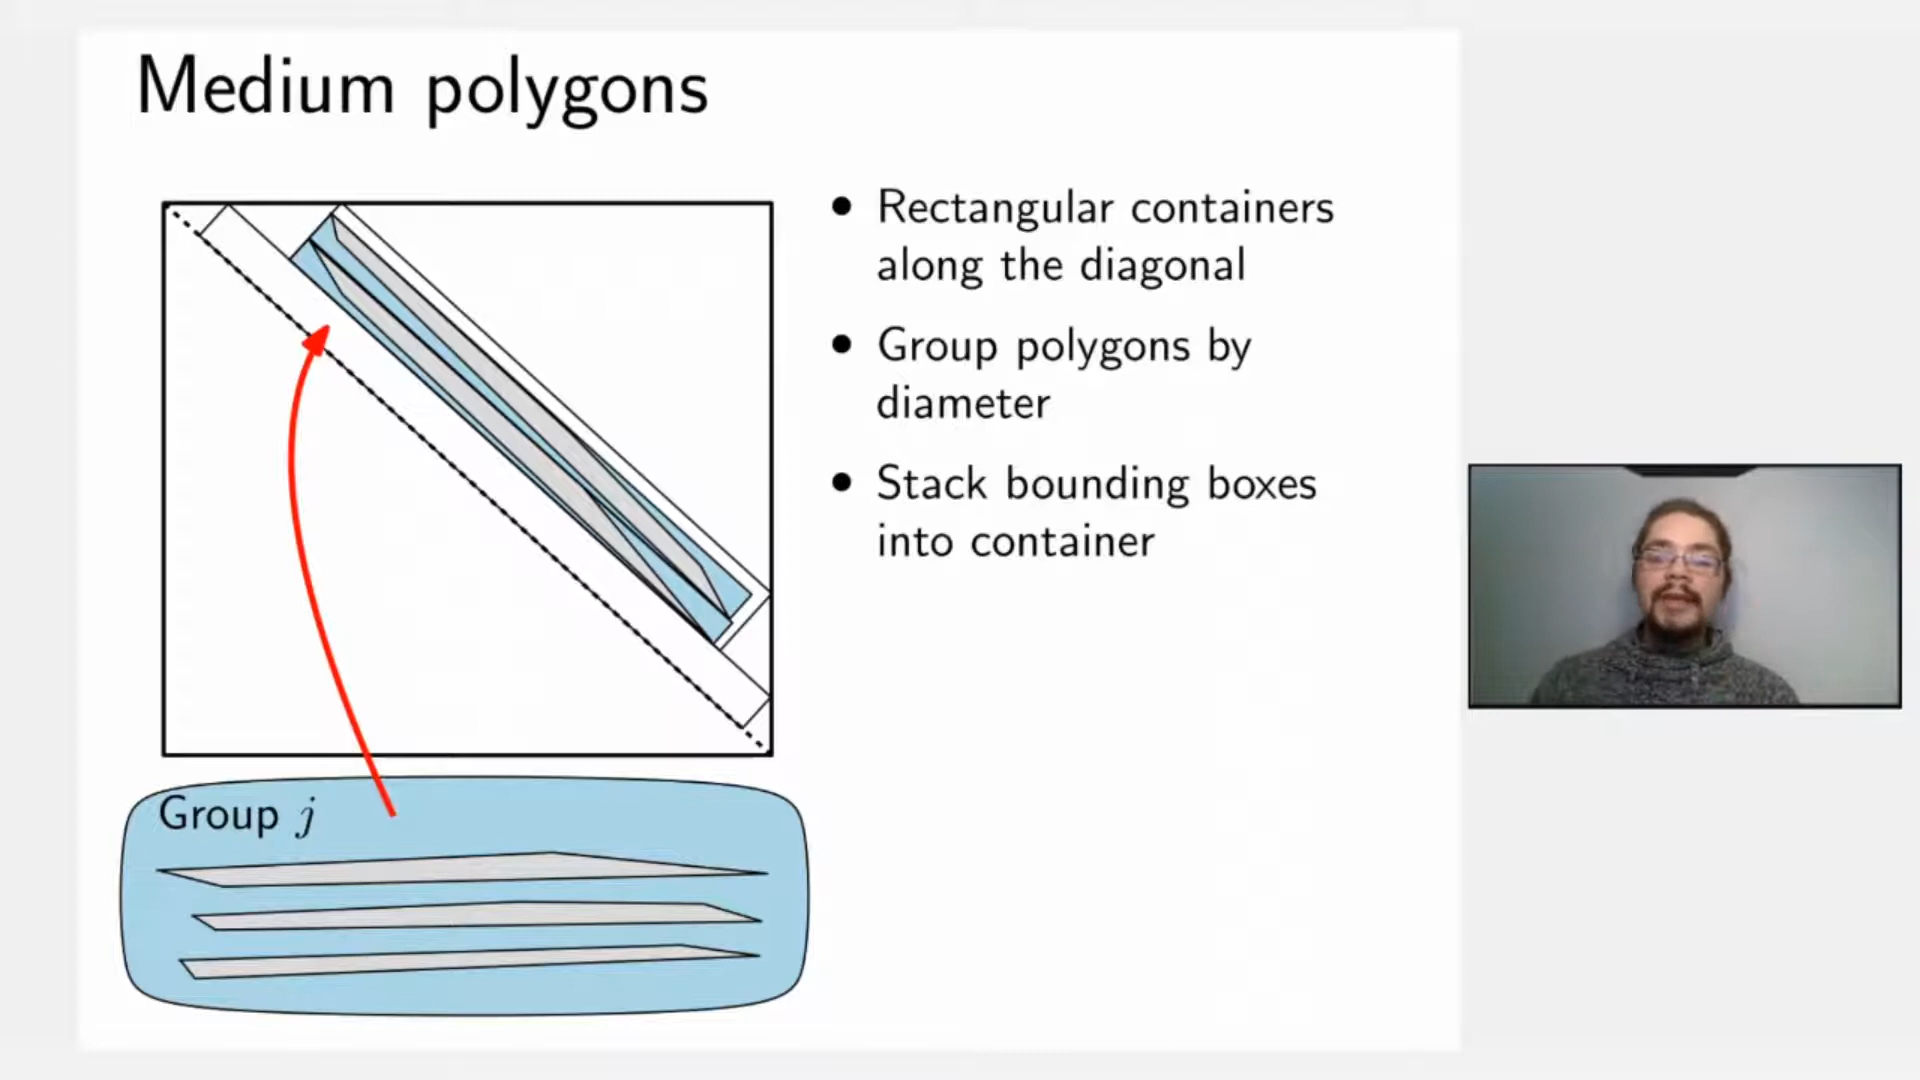 Medium polygons
• Rectangular containers
along the diagonal
• Group polygons by
diameter
• Stack bounding boxes
into container
Group j